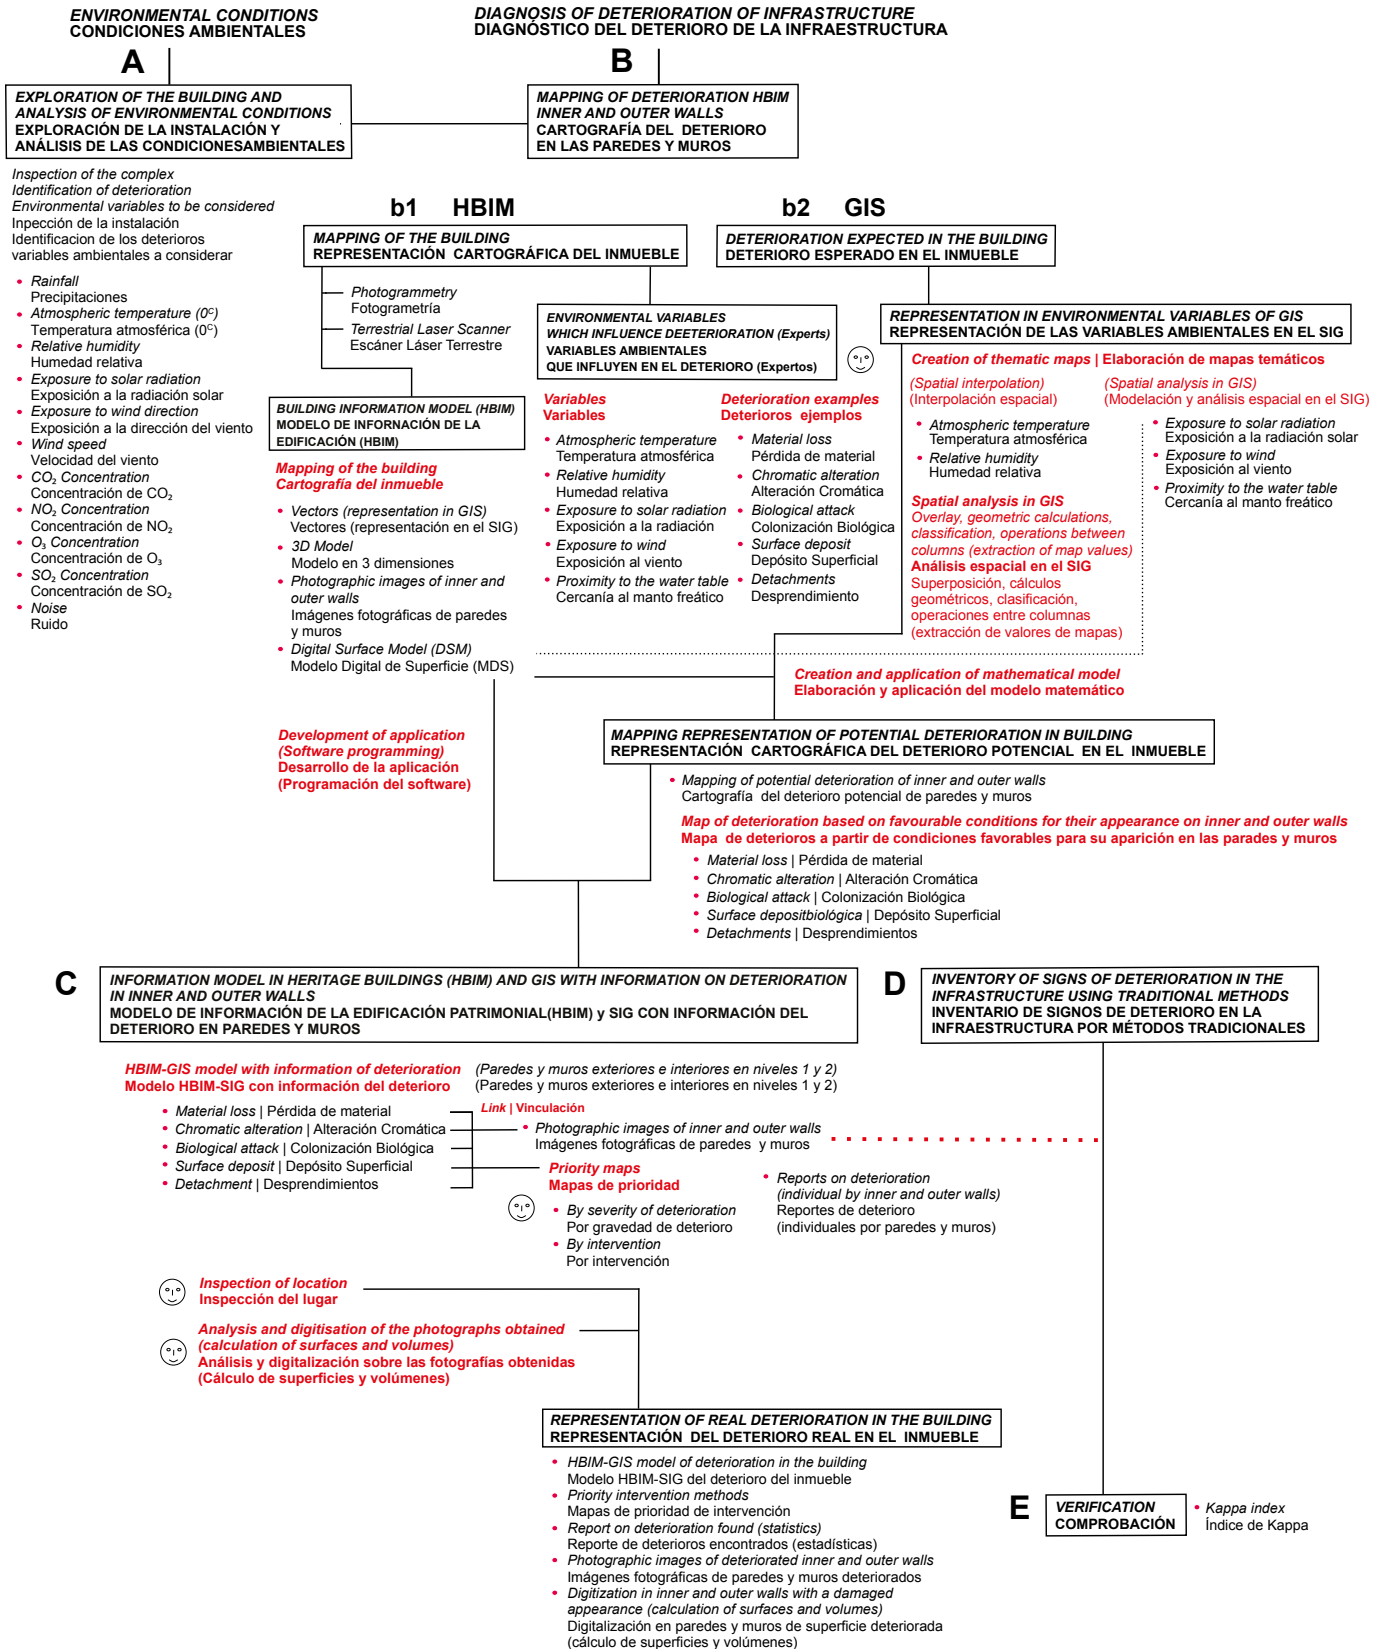 ENVIRONMENTAL CONDITIONS
CONDICIONES AMBIENTALES
DIAGNOSIS OF DETERIORATION OF INFRASTRUCTURE
DIAGNÓSTICO DEL DETERIORO DE LA INFRAESTRUCTURA
A
B
EXPLORATION OF THE BUILDING AND
ANALYSIS OF ENVIRONMENTAL CONDITIONS
EXPLORACIÓN DE LA INSTALACIÓN Y
ANÁLISIS DE LAS CONDICIONESAMBIENTALES
MAPPING OF DETERIORATION HBIM
INNER AND OUTER WALLS
CARTOGRAFÍA DEL DETERIORO
EN LAS PAREDES Y MUROS
Inspection of the complex
Identification of deterioration
Environmental variables to be considered
Inpección de la instalación
Identificacion de los deterioros
variables ambientales a considerar
• Rainfall
Precipitaciones
• Atmospheric temperature (0ᶜ)
Temperatura atmosférica (0ᶜ)
• Relative humidity
Humedad relativa
• Exposure to solar radiation
Exposición a la radiación solar
• Exposure to wind direction
Exposición a la dirección del viento
• Wind speed
Velocidad del viento
• CO₂ Concentration
Concentración de CO₂
• NO₂ Concentration
Concentración de NO₂
• O₃ Concentration
Concentración de O₃
• SO₂ Concentration
Concentración de SO₂
• Noise
Ruido
b1 HBIM
MAPPING OF THE BUILDING
REPRESENTACIÓN CARTOGRÁFICA DEL INMUEBLE
Photogrammetry
Fotogrametría
Terrestrial Laser Scanner
Escáner Láser Terrestre
BUILDING INFORMATION MODEL (HBIM)
MODELO DE INFORNACIÓN DE LA
EDIFICACIÓN (HBIM)
Mapping of the building
Cartografía del inmueble
• Vectors (representation in GIS)
Vectores (representación en el SIG)
• 3D Model
Modelo en 3 dimensiones
• Photographic images of inner and
outer walls
Imágenes fotográficas de paredes
y muros
• Digital Surface Model (DSM)
Modelo Digital de Superficie (MDS)
Development of application
(Software programming)
Desarrollo de la aplicación
(Programación del software)
ENVIRONMENTAL VARIABLES
WHICH INFLUENCE DEETERIORATION (Experts)
VARIABLES AMBIENTALES
QUE INFLUYEN EN EL DETERIORO (Expertos)
Variables
Variables
• Atmospheric temperature
Temperatura atmosférica
• Relative humidity
Humedad relativa
• Exposure to solar radiation
Exposición a la radiación
• Exposure to wind
Exposición al viento
• Proximity to the water table
Cercanía al manto freático
Deterioration examples
Deterioros ejemplos
• Material loss
Pérdida de material
• Chromatic alteration
Alteración Cromática
• Biological attack
Colonización Biológica
• Surface deposit
Depósito Superficial
• Detachments
Desprendimiento
b2 GIS
DETERIORATION EXPECTED IN THE BUILDING
DETERIORO ESPERADO EN EL INMUEBLE
REPRESENTATION IN ENVIRONMENTAL VARIABLES OF GIS
REPRESENTACIÓN DE LAS VARIABLES AMBIENTALES EN EL SIG
Creation of thematic maps | Elaboración de mapas temáticos
(Spatial interpolation)
(Interpolación espacial)
• Atmospheric temperature
Temperatura atmosférica
• Relative humidity
Humedad relativa
(Spatial analysis in GIS)
(Modelación y análisis espacial en el SIG)
• Exposure to solar radiation
Exposición a la radiación solar
• Exposure to wind
Exposición al viento
• Proximity to the water table
Cercanía al manto freático
Spatial analysis in GIS
Overlay, geometric calculations,
classification, operations between
columns (extraction of map values)
Análisis espacial en el SIG
Superposición, cálculos
geométricos, clasificación,
operaciones entre columnas
(extracción de valores de mapas)
Creation and application of mathematical model
Elaboración y aplicación del modelo matemático
MAPPING REPRESENTATION OF POTENTIAL DETERIORATION IN BUILDING
REPRESENTACIÓN CARTOGRÁFICA DEL DETERIORO POTENCIAL EN EL INMUEBLE
• Mapping of potential deterioration of inner and outer walls
Cartografía del deterioro potencial de paredes y muros
Map of deterioration based on favourable conditions for their appearance on inner and outer walls
Mapa de deterioros a partir de condiciones favorables para su aparición en las parades y muros
• Material loss | Pérdida de material
• Chromatic alteration | Alteración Cromática
• Biological attack | Colonización Biológica
• Surface depositbiológica | Depósito Superficial
• Detachments | Desprendimientos
C
INFORMATION MODEL IN HERITAGE BUILDINGS (HBIM) AND GIS WITH INFORMATION ON DETERIORATION
IN INNER AND OUTER WALLS
MODELO DE INFORMACIÓN DE LA EDIFICACIÓN PATRIMONIAL(HBIM) y SIG CON INFORMACIÓN DEL
DETERIORO EN PAREDES Y MUROS
D
INVENTORY OF SIGNS OF DETERIORATION IN THE
INFRASTRUCTURE USING TRADITIONAL METHODS
INVENTARIO DE SIGNOS DE DETERIORO EN LA
INFRAESTRUCTURA POR MÉTODOS TRADICIONALES
HBIM-GIS model with information of deterioration (Paredes y muros exteriores e interiores en niveles 1 y 2)
Modelo HBIM-SIG con información del deterioro (Paredes y muros exteriores e interiores en niveles 1 y 2)
• Material loss | Pérdida de material
• Chromatic alteration | Alteración Cromática
• Biological attack | Colonización Biológica
• Surface deposit | Depósito Superficial
• Detachment | Desprendimientos
Link | Vinculación
• Photographic images of inner and outer walls
Imágenes fotográficas de paredes y muros
Priority maps
Mapas de prioridad
• By severity of deterioration
Por gravedad de deterioro
• By intervention
Por intervención
• Reports on deterioration
(individual by inner and outer walls)
Reportes de deterioro
(individuales por paredes y muros)
Inspection of location
Inspección del lugar
Analysis and digitisation of the photographs obtained
(calculation of surfaces and volumes)
Análisis y digitalización sobre las fotografías obtenidas
(Cálculo de superficies y volúmenes)
REPRESENTATION OF REAL DETERIORATION IN THE BUILDING
REPRESENTACIÓN DEL DETERIORO REAL EN EL INMUEBLE
• HBIM-GIS model of deterioration in the building
Modelo HBIM-SIG del deterioro del inmueble
• Priority intervention methods
Mapas de prioridad de intervención
• Report on deterioration found (statistics)
Reporte de deterioros encontrados (estadísticas)
• Photographic images of deteriorated inner and outer walls
Imágenes fotográficas de paredes y muros deteriorados
• Digitization in inner and outer walls with a damaged
appearance (calculation of surfaces and volumes)
Digitalización en paredes y muros de superficie deteriorada
(cálculo de superficies y volúmenes)
E
VERIFICATION
COMPROBACIÓN
• Kappa index
Índice de Kappa